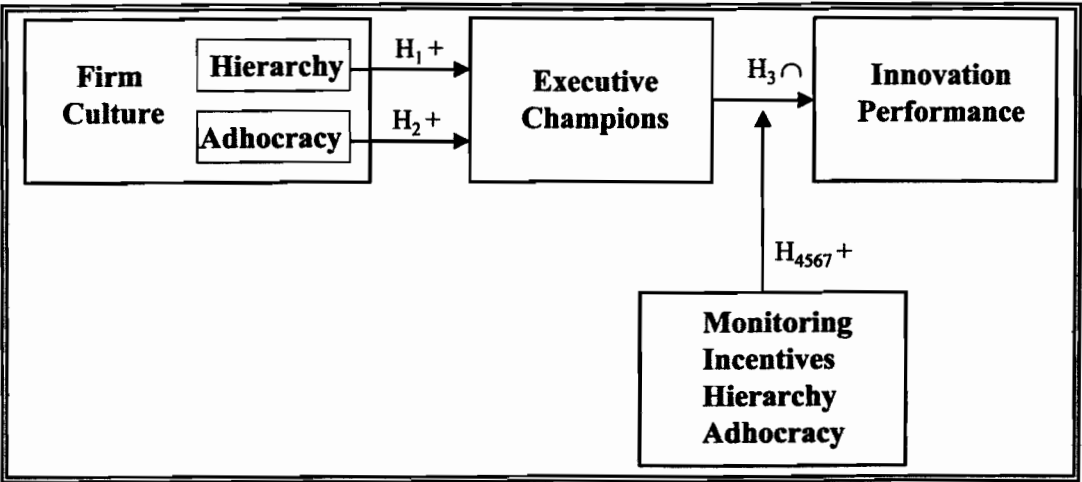 Firm
Culture
Hierarchy
Adhocracy
H₁ +
H₂ +
Executive
Champions
H₃ ∩
Innovation
Performance
H₄₅₆₇ +
Monitoring
Incentives
Hierarchy
Adhocracy